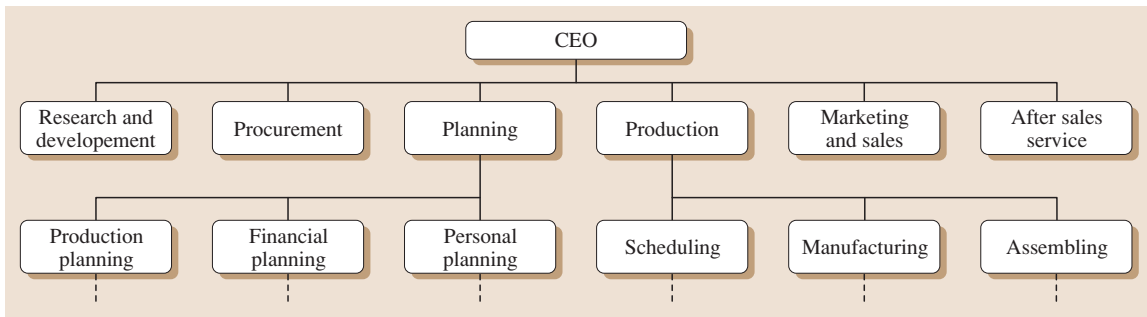 CEO
Research and
developement
Procurement
Planning
Production
Marketing
and sales
After sales
service
Production
planning
Financial
planning
Personal
planning
Scheduling
Manufacturing
Assembling